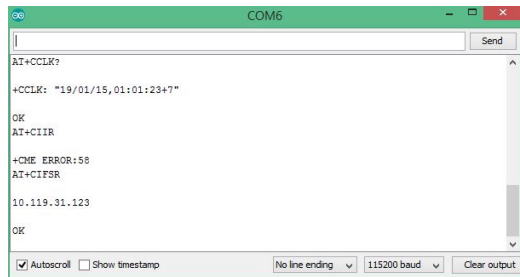 COM6
Send
AT+CCLK?
+CCLK: "19/01/15,01:01:23+7"
OK
AT+CIIR
+CME ERROR:58
AT+CIFSR
10.119.31.123
OK
Autoscroll Show timestamp No line ending 115200 baud Clear output